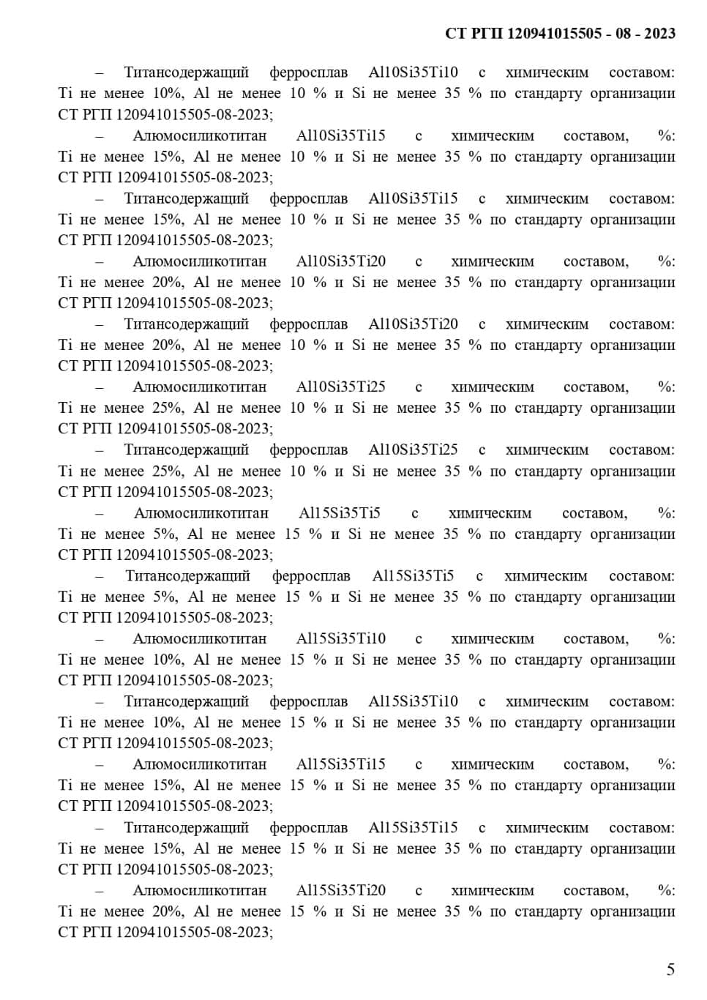 СТ РГП 120941015505 - 08 - 2023
– Титансодержащий ферросплав Al10Si35Ti10 с химическим составом:
Ti не менее 10%, Al не менее 10 % и Si не менее 35 % по стандарту организации
СТ РГП 120941015505-08-2023;
– Алюмосиликотитан Al10Si35Ti15 с химическим составом, %:
Ti не менее 15%, Al не менее 10 % и Si не менее 35 % по стандарту организации
СТ РГП 120941015505-08-2023;
– Титансодержащий ферросплав Al10Si35Ti15 с химическим составом:
Ti не менее 15%, Al не менее 10 % и Si не менее 35 % по стандарту организации
СТ РГП 120941015505-08-2023;
– Алюмосиликотитан Al10Si35Ti20 с химическим составом, %:
Ti не менее 20%, Al не менее 10 % и Si не менее 35 % по стандарту организации
СТ РГП 120941015505-08-2023;
– Титансодержащий ферросплав Al10Si35Ti20 с химическим составом:
Ti не менее 20%, Al не менее 10 % и Si не менее 35 % по стандарту организации
СТ РГП 120941015505-08-2023;
– Алюмосиликотитан Al10Si35Ti25 с химическим составом, %:
Ti не менее 25%, Al не менее 10 % и Si не менее 35 % по стандарту организации
СТ РГП 120941015505-08-2023;
– Титансодержащий ферросплав Al10Si35Ti25 с химическим составом:
Ti не менее 25%, Al не менее 10 % и Si не менее 35 % по стандарту организации
СТ РГП 120941015505-08-2023;
– Алюмосиликотитан Al15Si35Ti5 с химическим составом, %:
Ti не менее 5%, Al не менее 15 % и Si не менее 35 % по стандарту организации
СТ РГП 120941015505-08-2023;
– Титансодержащий ферросплав Al15Si35Ti5 с химическим составом:
Ti не менее 5%, Al не менее 15 % и Si не менее 35 % по стандарту организации
СТ РГП 120941015505-08-2023;
– Алюмосиликотитан Al15Si35Ti10 с химическим составом, %:
Ti не менее 10%, Al не менее 15 % и Si не менее 35 % по стандарту организации
СТ РГП 120941015505-08-2023;
– Титансодержащий ферросплав Al15Si35Ti10 с химическим составом:
Ti не менее 10%, Al не менее 15 % и Si не менее 35 % по стандарту организации
СТ РГП 120941015505-08-2023;
– Алюмосиликотитан Al15Si35Ti15 с химическим составом, %:
Ti не менее 15%, Al не менее 15 % и Si не менее 35 % по стандарту организации
СТ РГП 120941015505-08-2023;
– Титансодержащий ферросплав Al15Si35Ti15 с химическим составом:
Ti не менее 15%, Al не менее 15 % и Si не менее 35 % по стандарту организации
СТ РГП 120941015505-08-2023;
– Алюмосиликотитан Al15Si35Ti20 с химическим составом, %:
Ti не менее 20%, Al не менее 15 % и Si не менее 35 % по стандарту организации
СТ РГП 120941015505-08-2023;
5